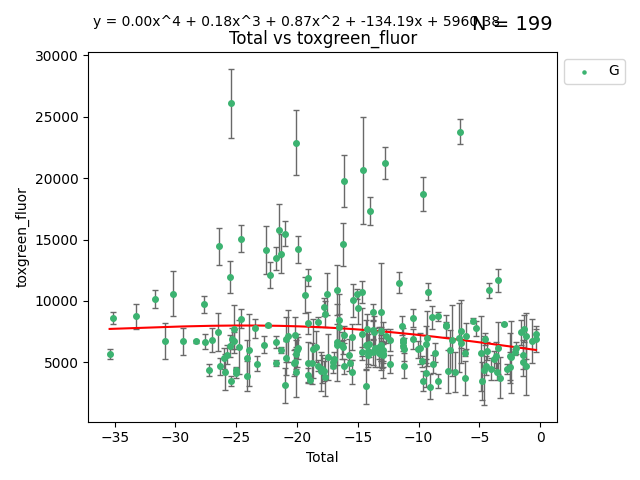 y = 0.00x^4 + 0.18x^3 + 0.87x^2 + -134.19x + 5960.38
N = 199
Total vs toxgreen_fluor
G
toxgreen_fluor
30000
25000
20000
15000
10000
5000
−35 −30 −25 −20 −15 −10 −5 0
Total